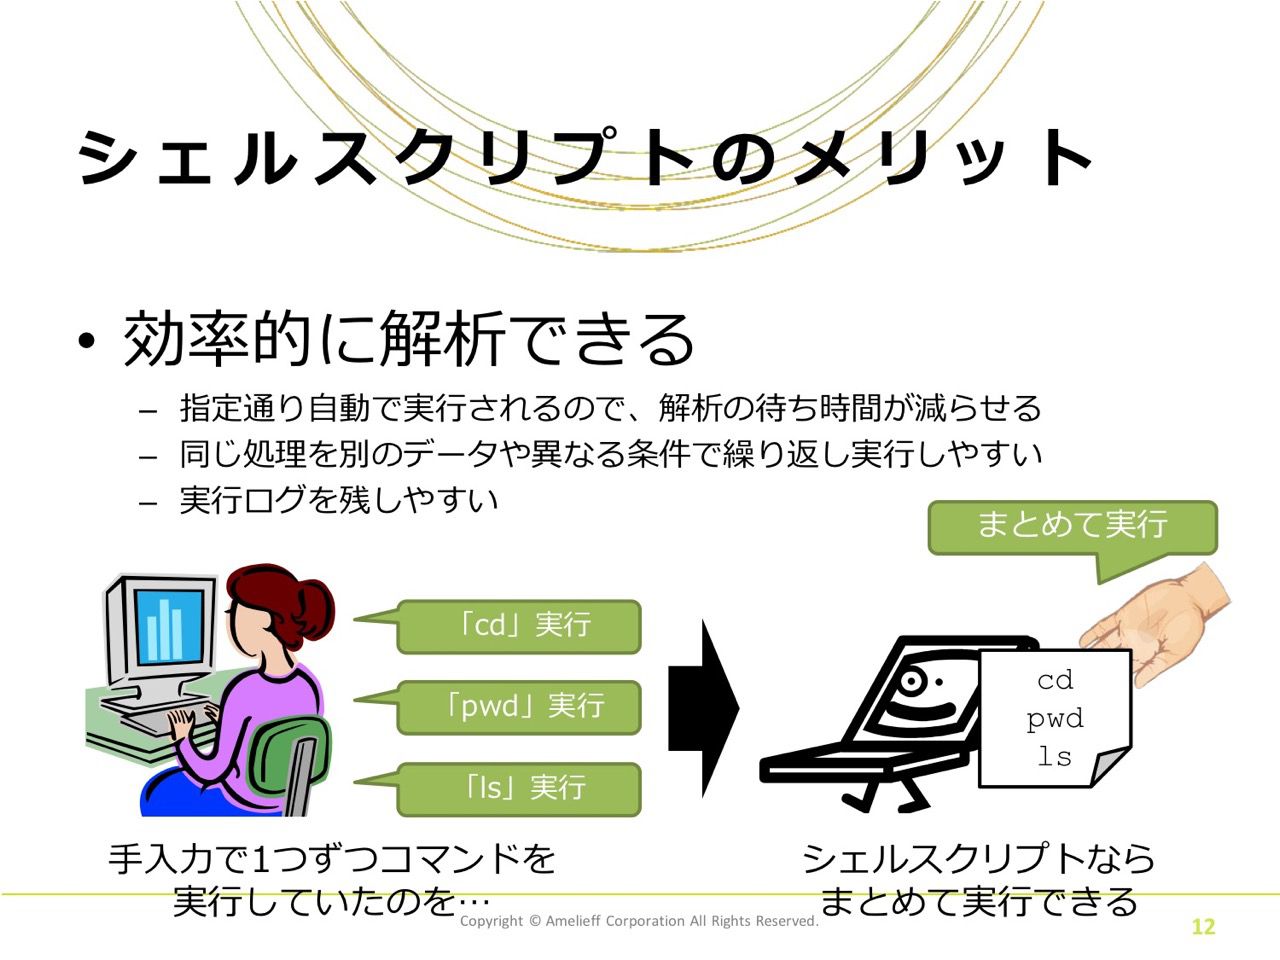 シェルスクリプトのメリット
• 効率的に解析できる
– 指定通り自動で実行されるので、解析の待ち時間が減らせる
– 同じ処理を別のデータや異なる条件で繰り返し実行しやすい
– 実行ログを残しやすい
まとめて実行
「cd」実行
「pwd」実行
「ls」実行
cd
pwd
ls
手入力で1つずつコマンドを
実行していたのを…
シェルスクリプトなら
まとめて実行できる
Copyright © Amelieff Corporation All Rights Reserved.
12